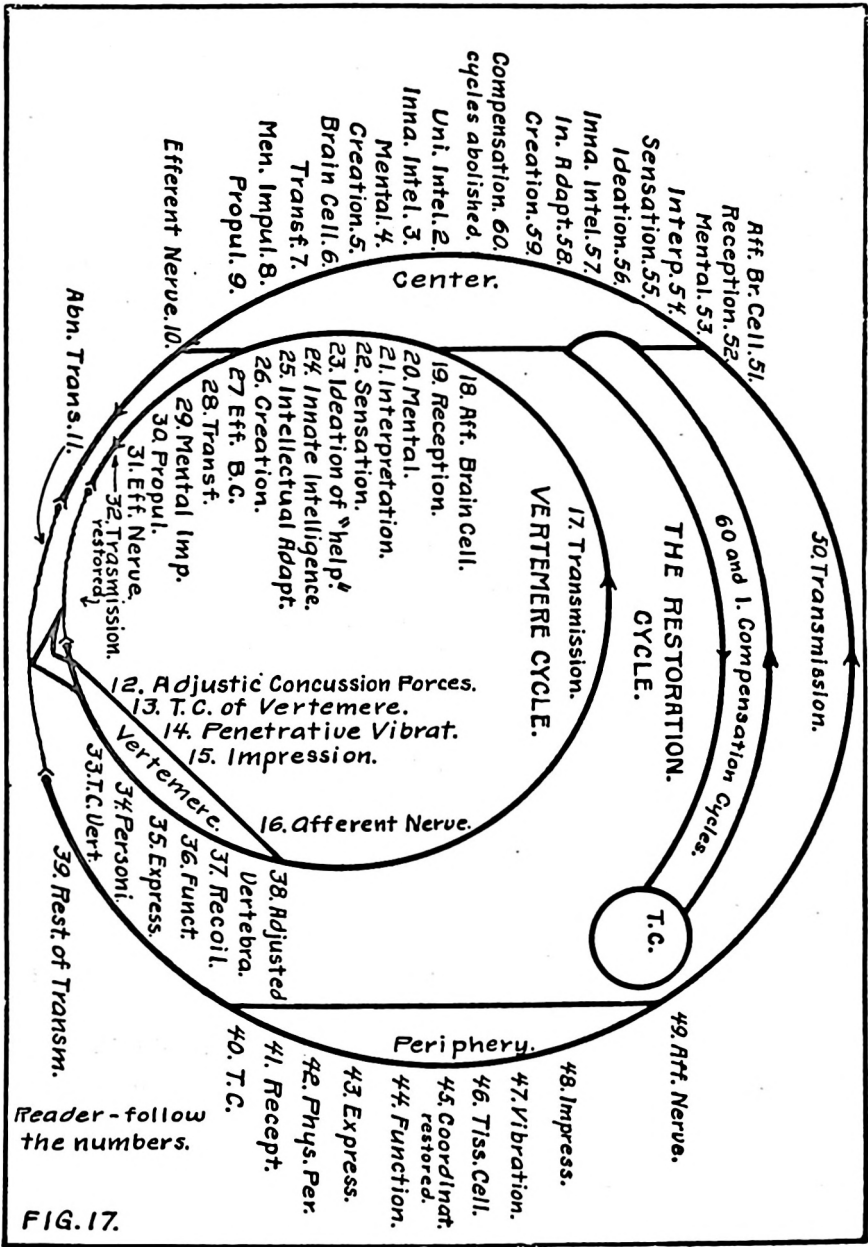 THE RESTORATION
CYCLE.
60 and 1. Compensation Cycles.
T.C.
Center.
Uni. Intel. 2.
Inna. Intel. 3.
Mental. 4.
Creation. 5.
Brain Cell. 6.
Transf. 7.
Men. Impul. 8.
Propul. 9.
Efferent Nerve. 10.
Abn. Trans. 11.
12. Adjustic Concussion Forces.
13. T.C. of Vertemere.
14. Penetrative Vibrat.
15. Impression.
16. Afferent Nerve.
VERTEMERE CYCLE.
17. Transmission.
18. Aff. Brain Cell.
19. Reception.
20. Mental.
21. Interpretation.
22. Sensation.
23. Ideation of "help."
24. Innate Intelligence.
25. Intellectual Adapt.
26. Creation.
27 Eff. B.C.
28. Transf.
29. Mental Imp.
30. Propul.
31. Eff. Nerve.
32. Trasmission.
restored)
Vertemere.
33. T.C. Vert.
34. Personi.
35. Express.
36. Funct.
37. Recoil.
38. Adjusted
Vertebra.
39. Rest. of Transm.
Periphery.
40. T.C.
41. Recept.
42. Phys. Per.
43. Express.
44. Function.
45. Coordinat.
restored.
46. Tiss. Cell.
47. Vibration.
48. Impress.
49. Aff. Nerve.
50. Transmission.
Aff. Br. Cell. 51.
Reception. 52.
Mental. 53.
Interp. 54.
Sensation. 55.
Ideation. 56.
Inna. Intel. 57.
In. Adapt. 58.
Creation. 59.
Compensation. 60.
cycles abolished.
Reader - follow
the numbers.
FIG. 17.